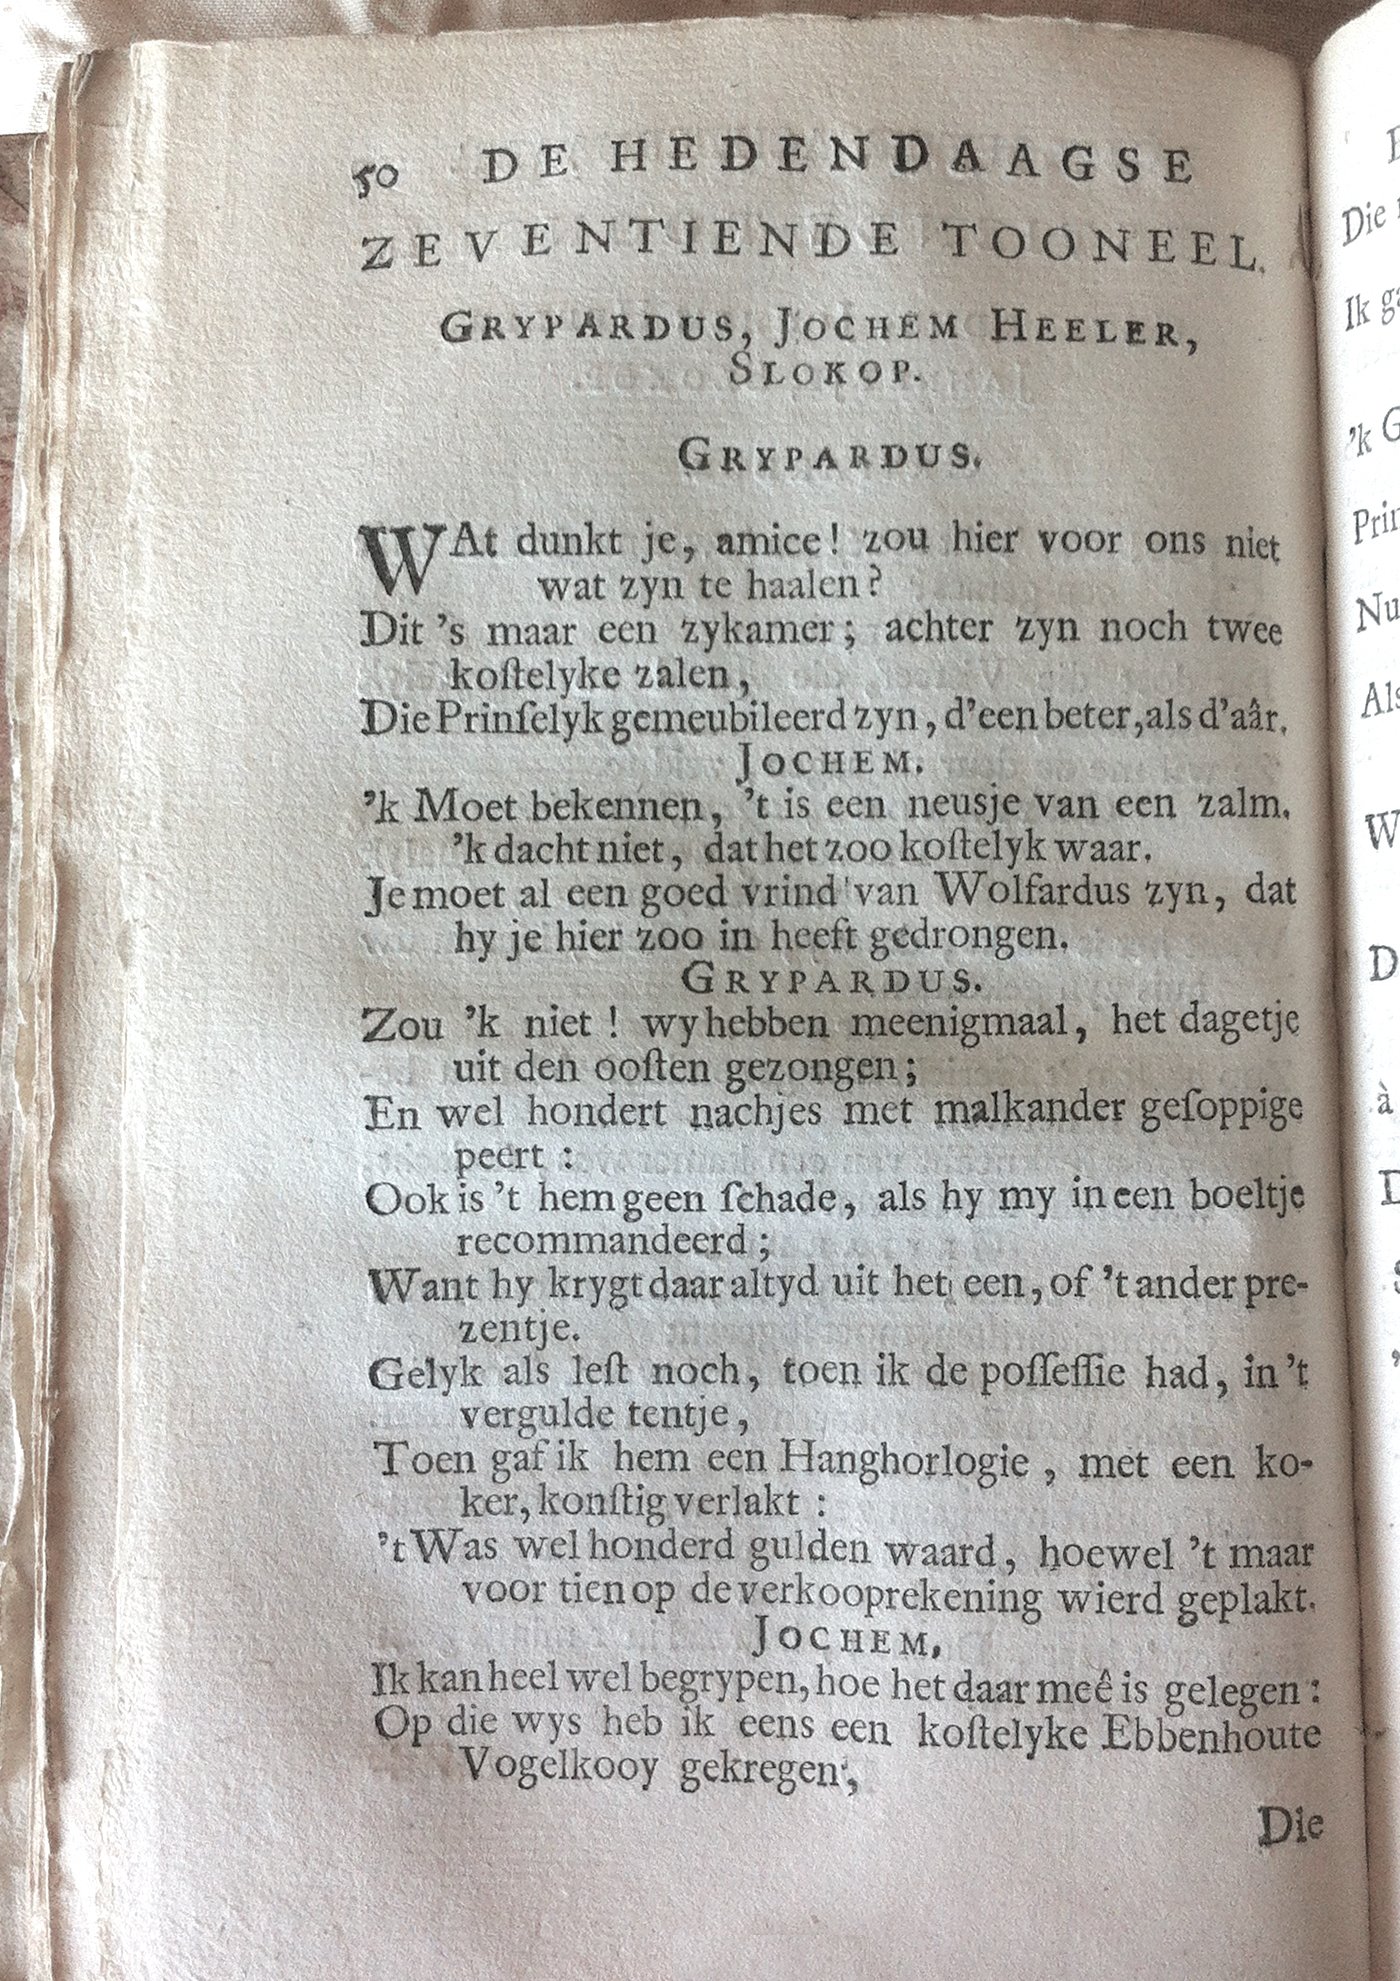 50 DE HEDENDAAGSE
ZEVENTIENDE TOONEEL.
GRYPARDUS, JOCHEM HEELER,
SLOKOP.
GRYPARDUS.
WAt dunkt je, amice! zou hier voor ons niet
wat zyn te haalen?
Dit 's maar een zykamer; achter zyn noch twee
koſtelyke zalen,
Die Prinſelyk gemeubileerd zyn, d'een beter, als d'aâr.
JOCHEM.
'k Moet bekennen, 't is een neusje van een zalm.
'k dacht niet, dat het zoo koſtelyk waar.
Je moet al een goed vrind van Wolfardus zyn, dat
hy je hier zoo in heeft gedrongen.
GRYPARDUS.
Zou 'k niet! wy hebben meenigmaal, het dagetje
uit den ooſten gezongen;
En wel hondert nachjes met malkander geſoppige
peert:
Ook is 't hem geen ſchade, als hy my in een boeltje
recommandeerd;
Want hy krygt daar altyd uit het een, of 't ander pre-
zentje.
Gelyk als leſt noch, toen ik de poſſeſſie had, in 't
vergulde tentje,
Toen gaf ik hem een Hanghorlogie, met een ko-
ker, konſtig verlakt:
't Was wel honderd gulden waard, hoewel 't maar
voor tien op de verkooprekening wierd geplakt.
JOCHEM,
Ik kan heel wel begrypen, hoe het daar meê is gelegen:
Op die wys heb ik eens een koſtelyke Ebbenhoute
Vogelkooy gekregen,
Die
Die
Ik
'k
Nu
à